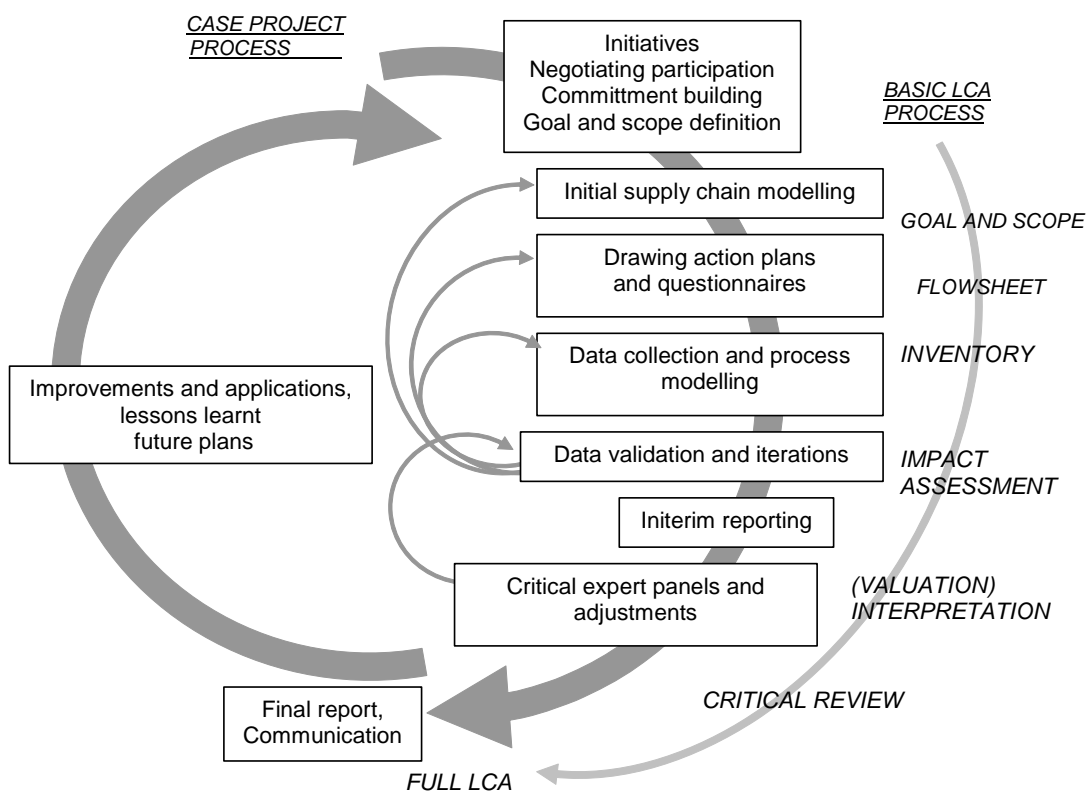 CASE PROJECT
PROCESS
Initiatives
Negotiating participation
Committment building
Goal and scope definition
BASIC LCA
PROCESS
Initial supply chain modelling
GOAL AND SCOPE
Drawing action plans
and questionnaires
FLOWSHEET
Data collection and process
modelling
INVENTORY
Improvements and applications,
lessons learnt
future plans
Data validation and iterations
IMPACT
ASSESSMENT
Initerim reporting
Critical expert panels and
adjustments
(VALUATION)
INTERPRETATION
CRITICAL REVIEW
Final report,
Communication
FULL LCA